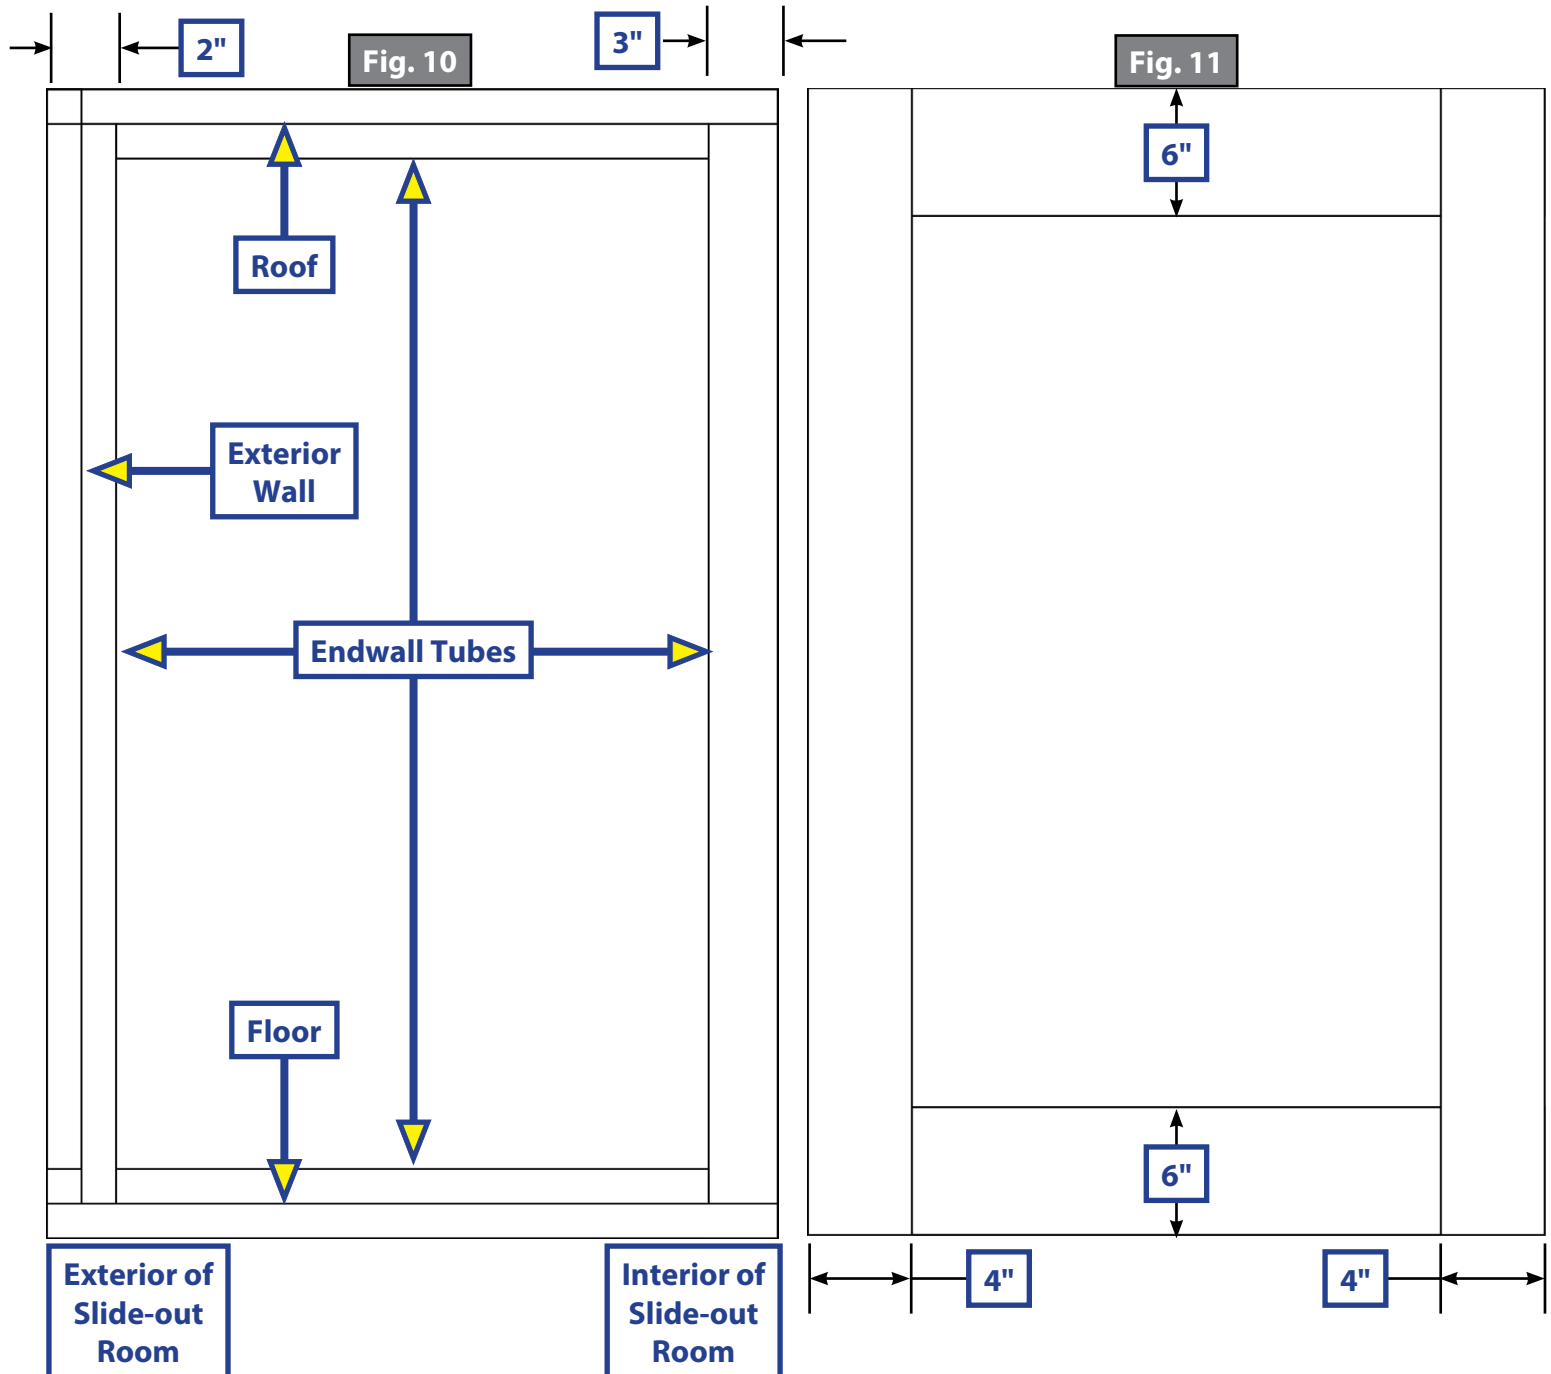 2"
Fig. 10
3"
Fig. 11
6"
Roof
Exterior
Wall
Endwall Tubes
Floor
6"
Exterior of
Slide-out
Room
Interior of
Slide-out
Room
4"
4"